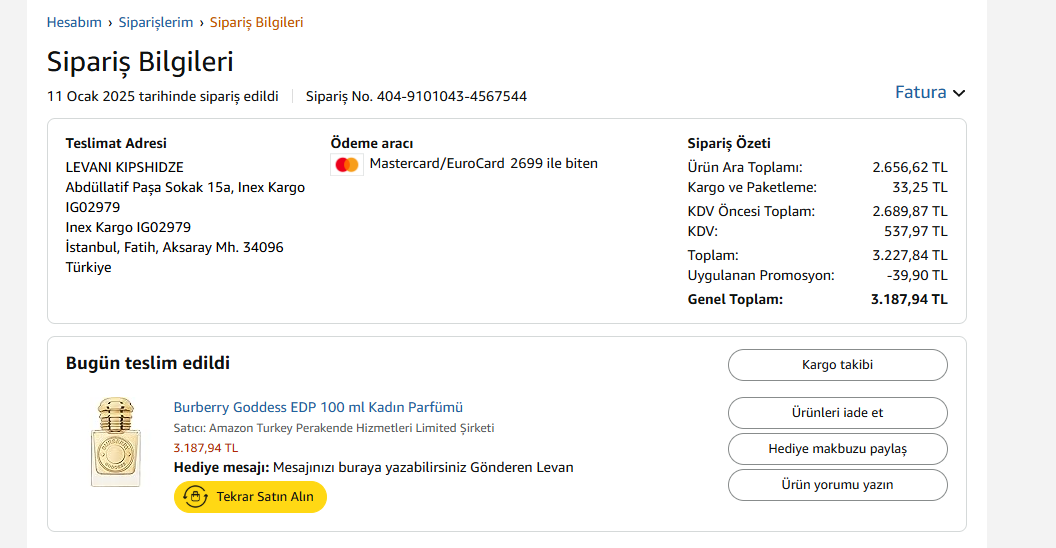 Hesabım › Siparişlerim › Sipariş Bilgileri
Sipariş Bilgileri
11 Ocak 2025 tarihinde sipariş edildi
Sipariş No. 404-9101043-4567544
Fatura
Teslimat Adresi
LEVANI KIPSHIDZE
Abdüllatif Paşa Sokak 15a, Inex Kargo
IG02979
Inex Kargo IG02979
İstanbul, Fatih, Aksaray Mh. 34096
Türkiye
Ödeme aracı
Mastercard/EuroCard 2699 ile biten
Sipariş Özeti
Ürün Ara Toplamı: 2.656,62 TL
Kargo ve Paketleme: 33,25 TL
KDV Öncesi Toplam: 2.689,87 TL
KDV: 537,97 TL
Toplam: 3.227,84 TL
Uygulanan Promosyon: -39,90 TL
Genel Toplam: 3.187,94 TL
Bugün teslim edildi
Burberry Goddess EDP 100 ml Kadın Parfümü
Satıcı: Amazon Turkey Perakende Hizmetleri Limited Şirketi
3.187,94 TL
Hediye mesajı: Mesajınızı buraya yazabilirsiniz Gönderen Levan
Tekrar Satın Alın
Kargo takibi
Ürünleri iade et
Hediye makbuzu paylaş
Ürün yorumu yazın